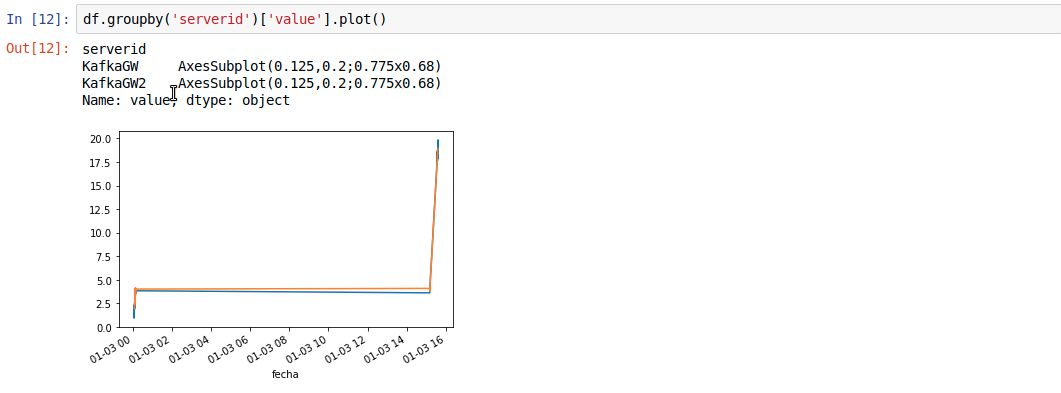 In [12]: df.groupby('serverid')['value'].plot()
Out[12]: serverid
KafkaGW     AxesSubplot(0.125,0.2;0.775x0.68)
KafkaGW2    AxesSubplot(0.125,0.2;0.775x0.68)
Name: value, dtype: object
20.0
17.5
15.0
12.5
10.0
7.5
5.0
2.5
0.0
01-03 00 01-03 02 01-03 04 01-03 06 01-03 08 01-03 10 01-03 12 01-03 14 01-03 16
fecha